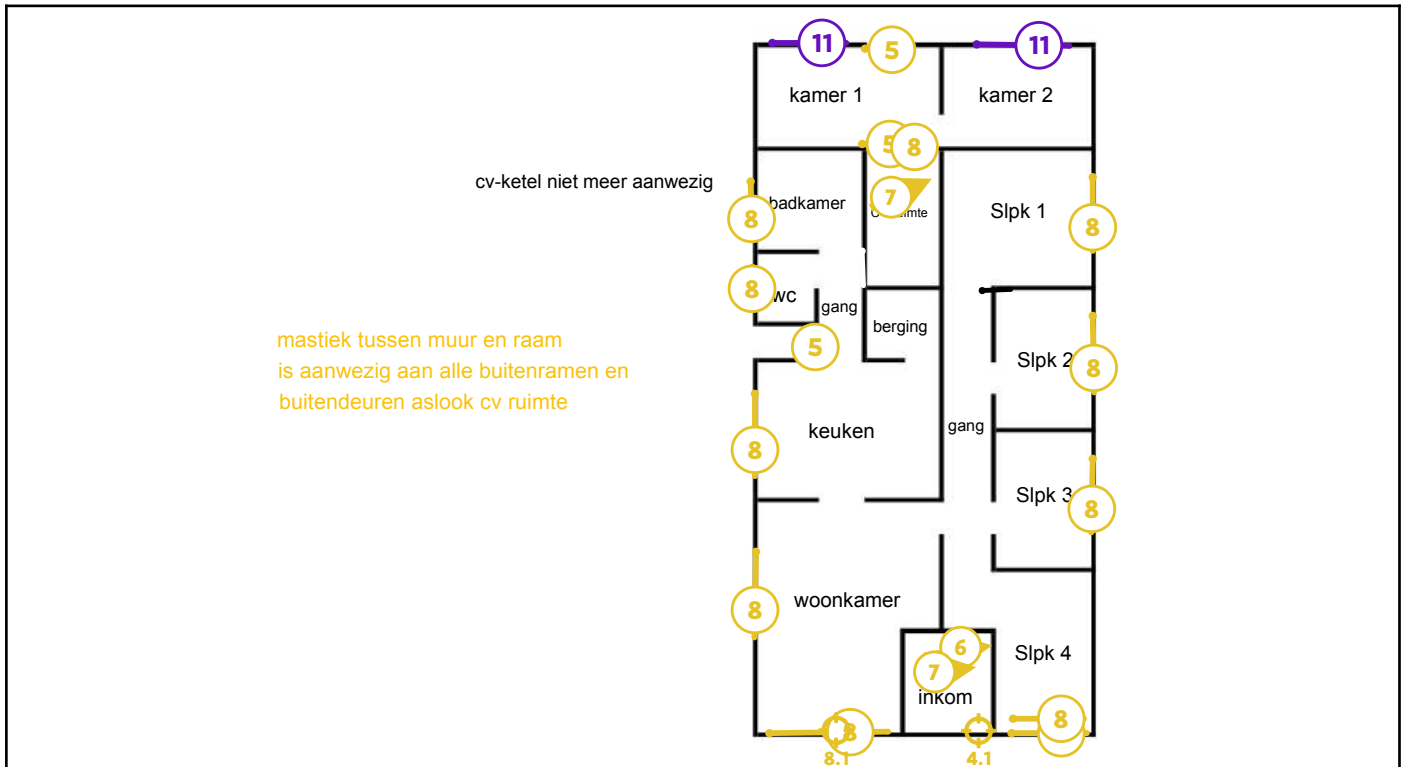 11
5
11
kamer 1
kamer 2
5
8
cv-ketel niet meer aanwezig
7
badkamer
8
Slpk 1
8
8
wc
gang
berging
mastiek tussen muur en raam
5
Slpk 2
8
is aanwezig aan alle buitenramen en
buitendeuren aslook cv ruimte
keuken
gang
8
Slpk 3
8
woonkamer
8
6
Slpk 4
7
inkom
8
8
8.1
4.1